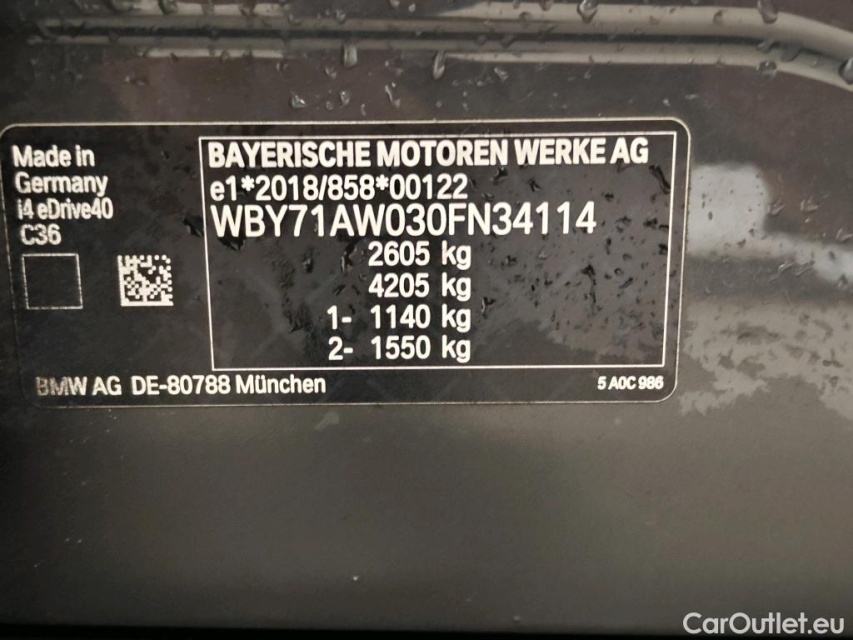 Made in
Germany
i4 eDrive40
C36
BAYERISCHE MOTOREN WERKE AG
e1*2018/858*00122
WBY71AW030FN34114
2605 kg
4205 kg
1- 1140 kg
2- 1550 kg
BMW AG DE-80788 München
5 A0C 986
CarOutlet.eu